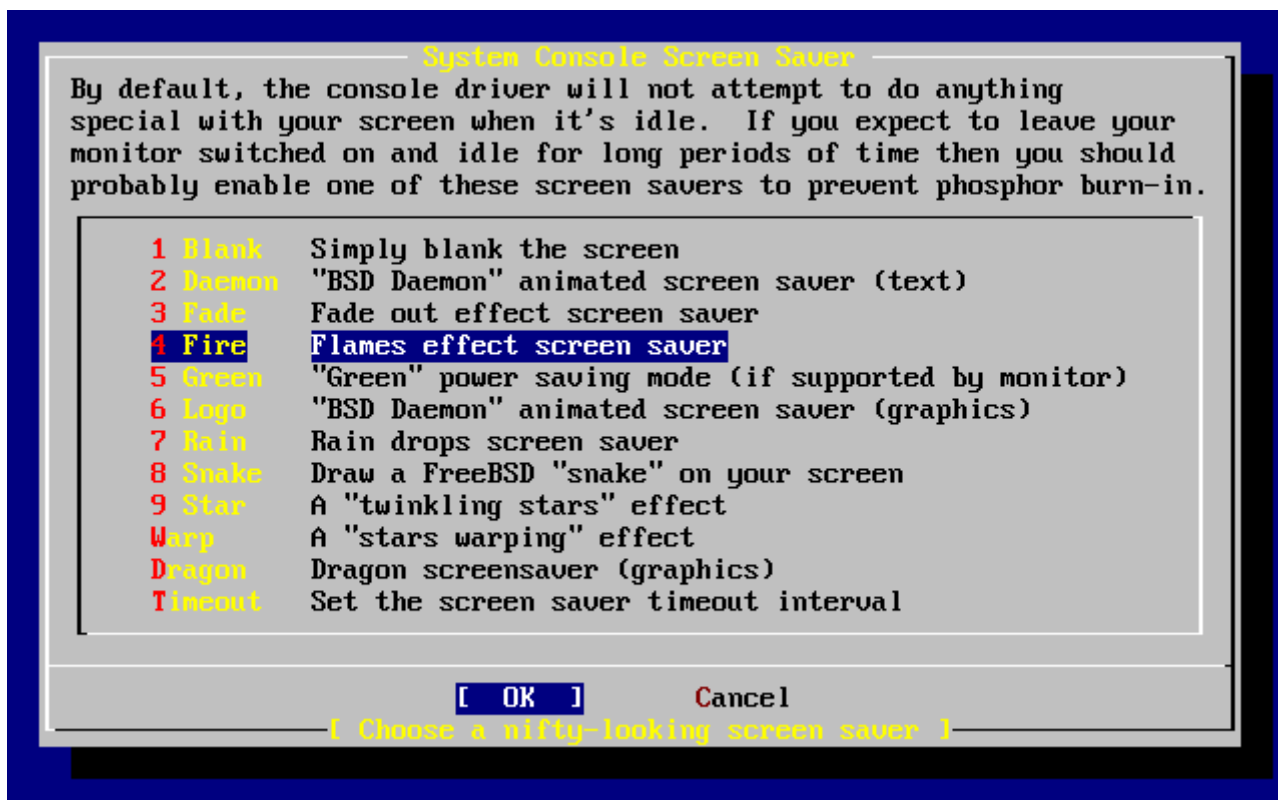 System Console Screen Saver
By default, the console driver will not attempt to do anything
special with your screen when it's idle.  If you expect to leave your
monitor switched on and idle for long periods of time then you should
probably enable one of these screen savers to prevent phosphor burn-in.
1 Blank   Simply blank the screen
2 Daemon  "BSD Daemon" animated screen saver (text)
3 Fade    Fade out effect screen saver
4 Fire    Flames effect screen saver
5 Green   "Green" power saving mode (if supported by monitor)
6 Logo    "BSD Daemon" animated screen saver (graphics)
7 Rain    Rain drops screen saver
8 Snake   Draw a FreeBSD "snake" on your screen
9 Star    A "twinkling stars" effect
Warp      A "stars warping" effect
Dragon    Dragon screensaver (graphics)
Timeout   Set the screen saver timeout interval
[  OK  ]       Cancel
[ Choose a nifty-looking screen saver ]